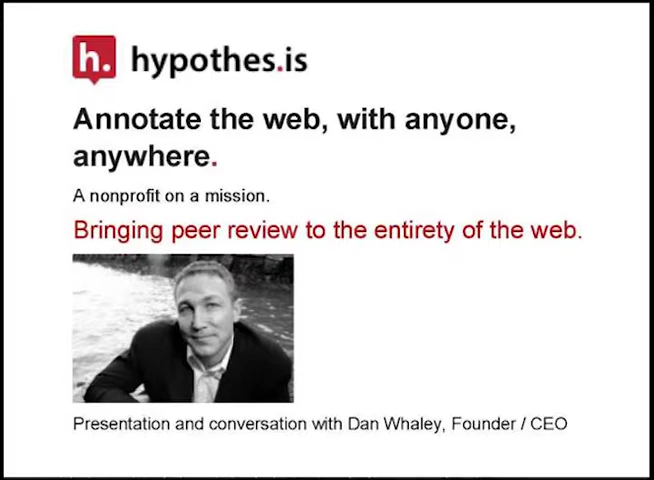 h. hypothes.is
Annotate the web, with anyone,
anywhere.
A nonprofit on a mission.
Bringing peer review to the entirety of the web.
Presentation and conversation with Dan Whaley, Founder / CEO